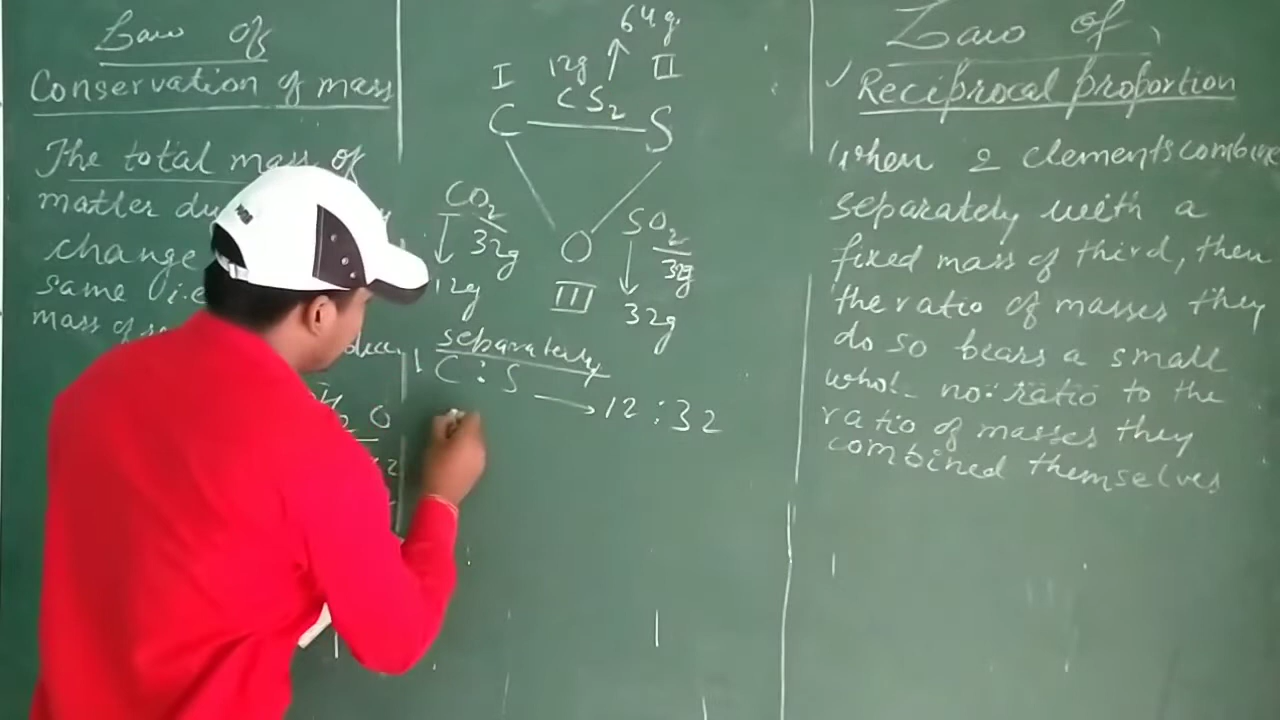 Law of
Conservation of mass
The total mass of
matter du
change
same i.e
mass of
O
64g.
I 12g II
CS2
C S
CO2 SO2
32g O 32g
12g III 32g
separately
C : S → 12 : 32
Law of
Reciprocal proportion
When 2 elements combine
separately with a
fixed mass of third, then
the ratio of masses they
do so bears a small
whol no: ratio to the
ratio of masses they
combined themselves